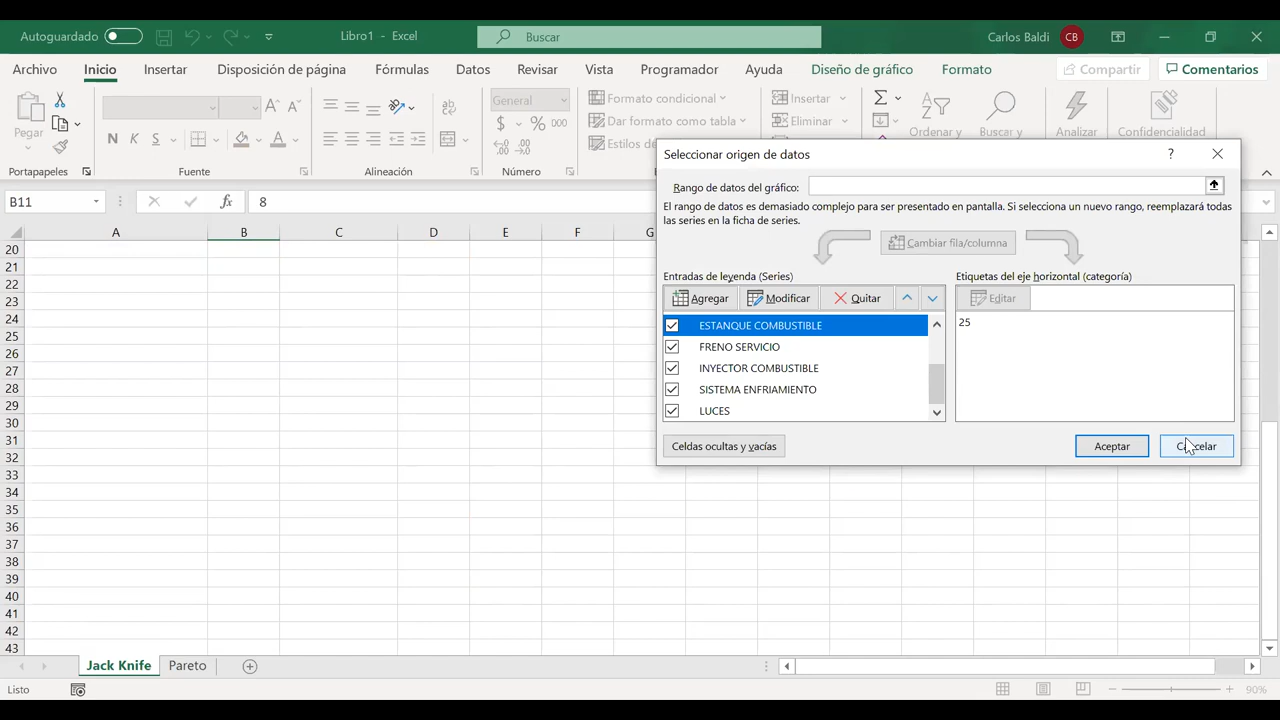 Autoguardado
Libro1 - Excel
Buscar
Carlos Baldi
CB
Archivo Inicio Insertar Disposición de página Fórmulas Datos Revisar Vista Programador Ayuda Diseño de gráfico Formato
Compartir
Comentarios
Pegar
N K S
A A
A
General
$ % 000
Formato condicional
Dar formato como tabla
Estilos de
Insertar
Eliminar
Ordenar y
Buscar y
Analizar
Confidencialidad
Portapapeles
Fuente
Alineación
Número
B11
fx
8
A B C D E F G
20
21
22
23
24
25
26
27
28
29
30
31
32
33
34
35
36
37
38
39
40
41
42
43
Seleccionar origen de datos
?
Rango de datos del gráfico:
El rango de datos es demasiado complejo para ser presentado en pantalla. Si selecciona un nuevo rango, reemplazará todas
las series en la ficha de series.
Cambiar fila/columna
Entradas de leyenda (Series)
Etiquetas del eje horizontal (categoría)
Agregar
Modificar
Quitar
Editar
ESTANQUE COMBUSTIBLE
FRENO SERVICIO
INYECTOR COMBUSTIBLE
SISTEMA ENFRIAMIENTO
LUCES
25
Celdas ocultas y vacías
Aceptar
Cancelar
Jack Knife
Pareto
Listo
90%